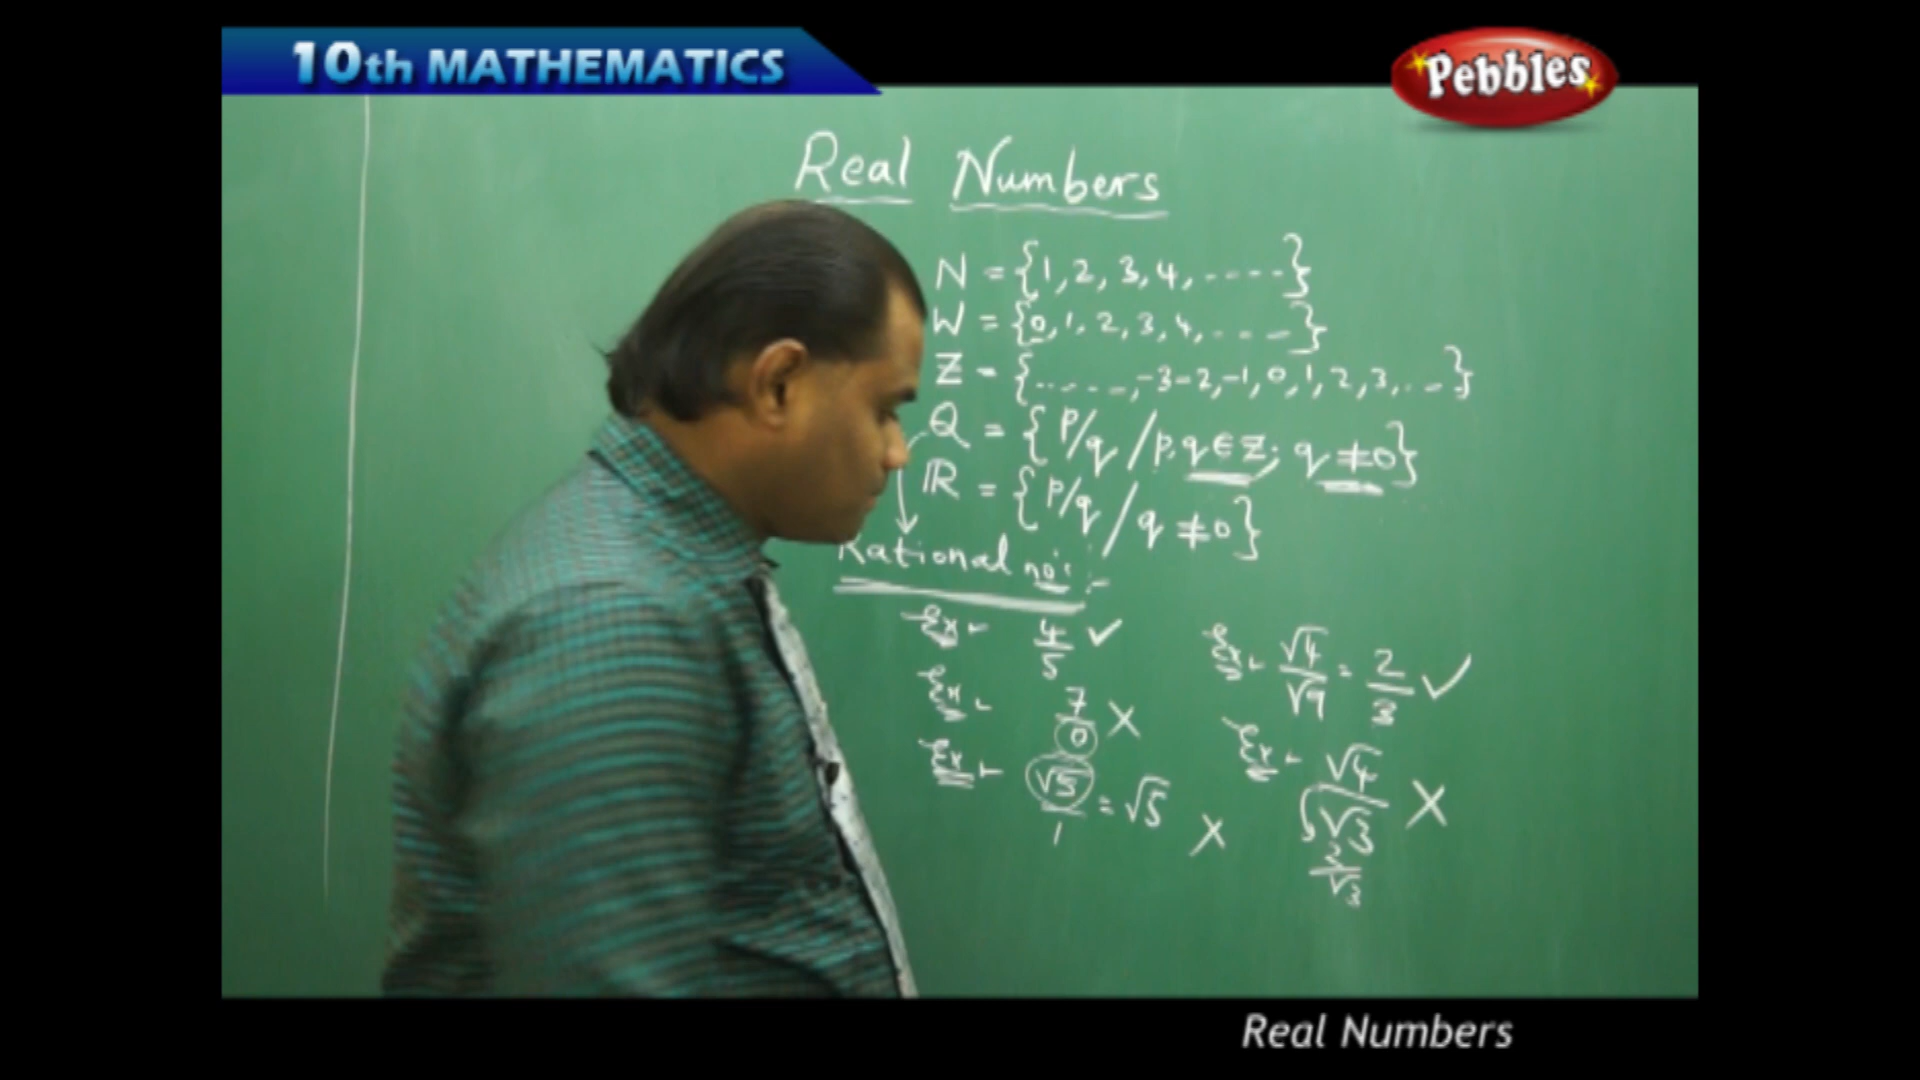 10th MATHEMATICS
Pebbles
Real Numbers
N = {1, 2, 3, 4, .....}
W = {0, 1, 2, 3, 4, .....}
Z = {....., -3 -2, -1, 0, 1, 2, 3, ...}
Q = {p/q / p, q ∈ Z; q ≠ 0}
R = {p/q / q ≠ 0}
Rational no's :-
Ex:- 4/5 ✓
Ex:- 7/0 X
Ex:- √5/1 = √5 X
Ex:- √4/√9 = 2/3 ✓
Ex:- √4/√3 X
2/√3
Real Numbers